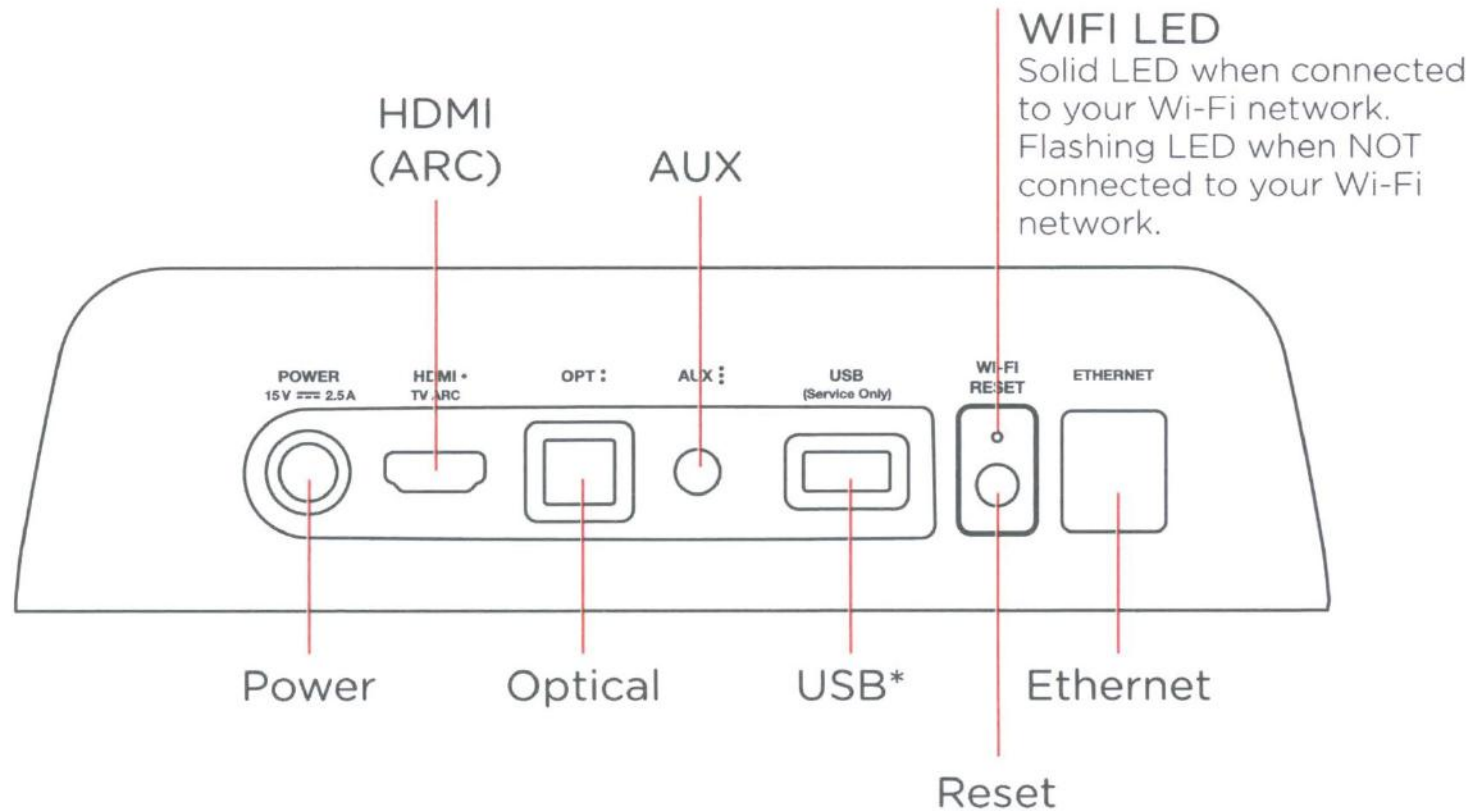 WIFI LED
Solid LED when connected
to your Wi-Fi network.
Flashing LED when NOT
connected to your Wi-Fi
network.
HDMI
(ARC)
AUX
POWER
15V ⎓ 2.5A
HDMI •
TV ARC
OPT :
AUX ⋮
USB
(Service Only)
WI-FI
RESET
ETHERNET
Power
Optical
USB*
Ethernet
Reset